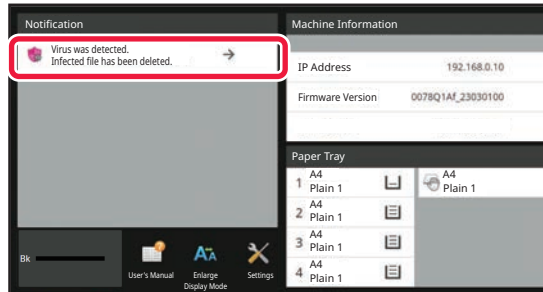 Notification
Virus was detected.
Infected file has been deleted.
Machine Information
IP Address 192.168.0.10
Firmware Version 0078Q1Af_23030100
Paper Tray
1 A4
Plain 1
A4
Plain 1
2 A4
Plain 1
3 A4
Plain 1
4 A4
Plain 1
Bk
User's Manual
Enlarge
Display Mode
Settings